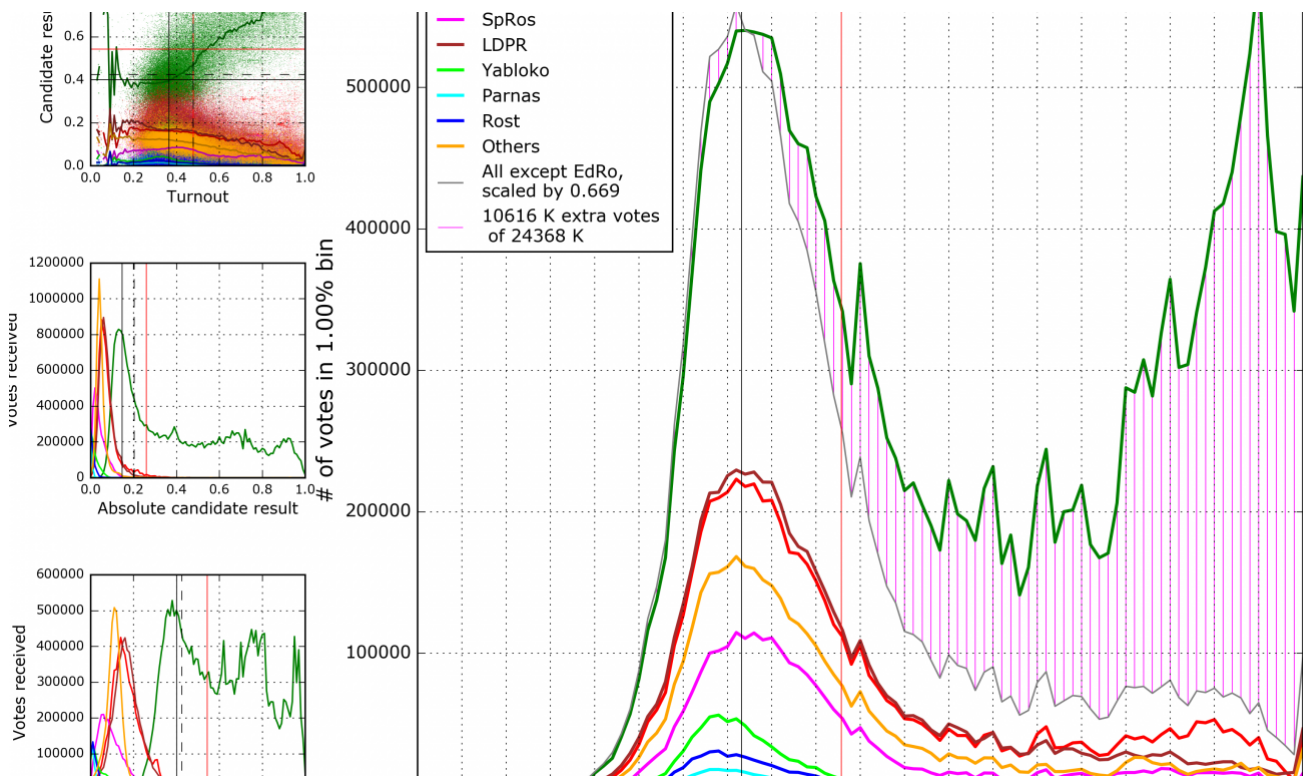 Candidate resu
0.6
0.4
0.2
0.0
0.0 0.2 0.4 0.6 0.8 1.0
Turnout
1200000
1000000
800000
600000
400000
200000
0
Votes received
0.0 0.2 0.4 0.6 0.8 1.0
Absolute candidate result
600000
500000
400000
300000
200000
100000
Votes received
# of votes in 1.00% bin
SpRos
LDPR
Yabloko
Parnas
Rost
Others
All except EdRo,
scaled by 0.669
10616 K extra votes
of 24368 K
500000
400000
300000
200000
100000